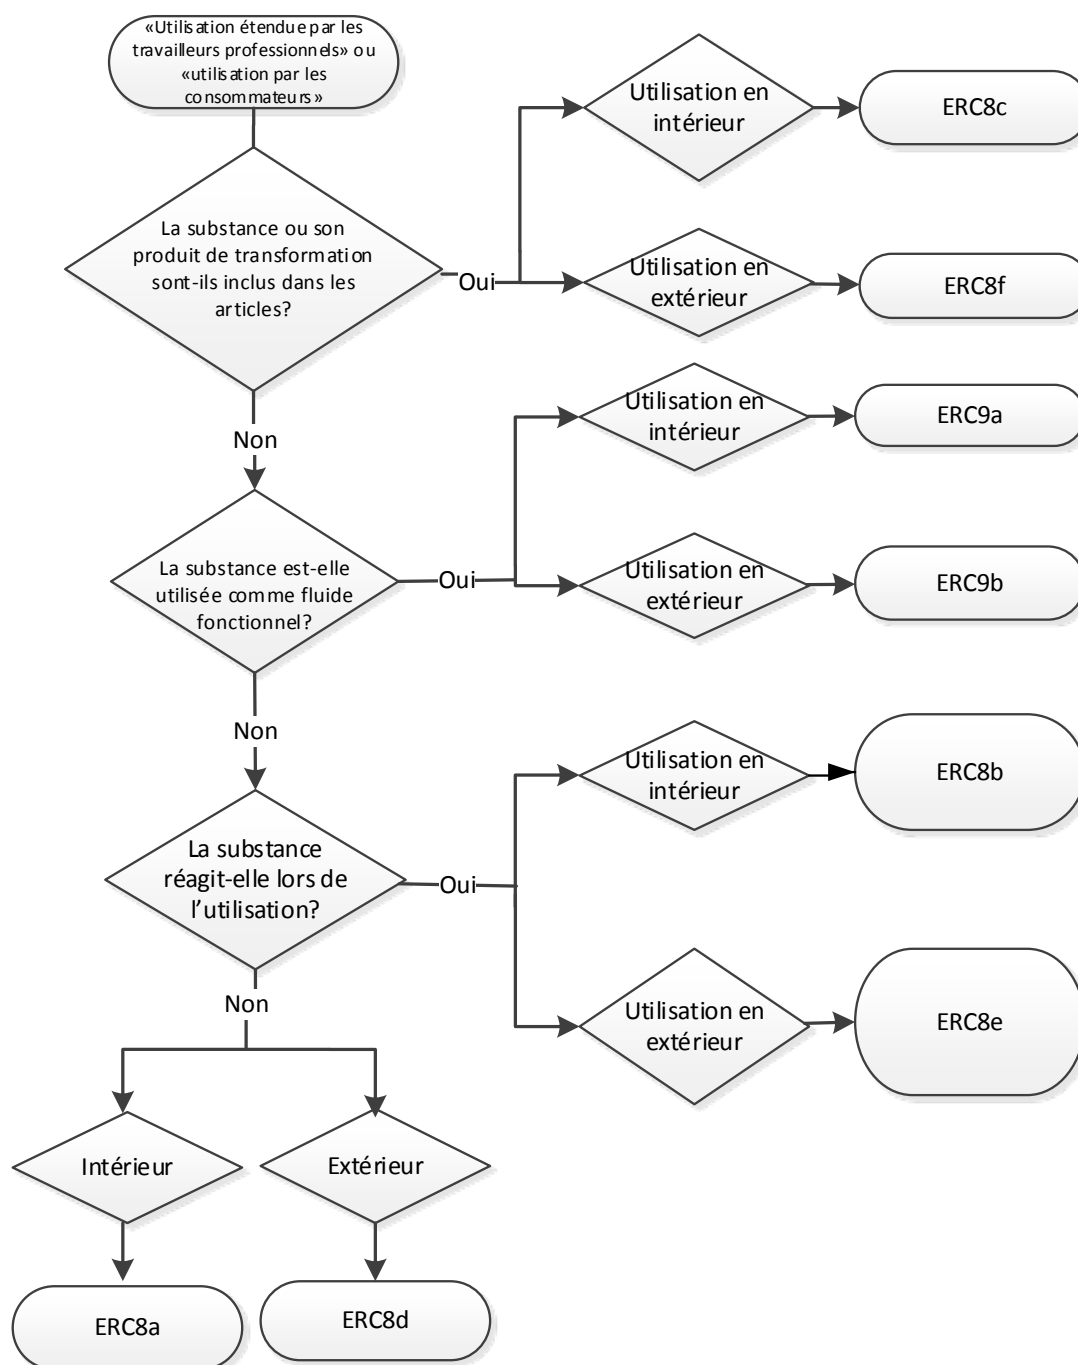 «Utilisation étendue par les
travailleurs professionnels» ou
«utilisation par les
consommateurs»
Utilisation en
intérieur
ERC8c
La substance ou son
produit de transformation
sont-ils inclus dans les
articles?
Oui
Utilisation en
extérieur
ERC8f
Non
Utilisation en
intérieur
ERC9a
La substance est-elle
utilisée comme fluide
fonctionnel?
Oui
Utilisation en
extérieur
ERC9b
Non
Utilisation en
intérieur
ERC8b
La substance
réagit-elle lors de
l’utilisation?
Oui
Utilisation en
extérieur
ERC8e
Non
Intérieur
Extérieur
ERC8a
ERC8d